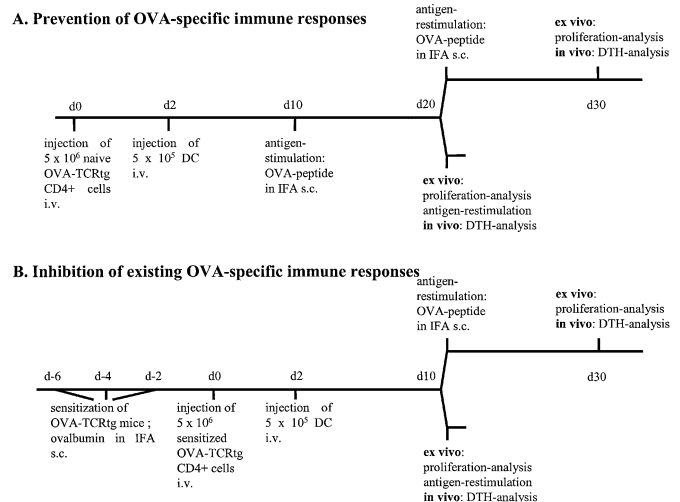 A. Prevention of OVA-specific immune responses
antigen-
restimulation:
OVA-peptide
in IFA s.c.
ex vivo:
proliferation-analysis
in vivo: DTH-analysis
d0
d2
d10
d20
d30
injection of
5 x 10⁶ naive
OVA-TCRtg
CD4+ cells
i.v.
injection of
5 x 10⁵ DC
i.v.
antigen-
stimulation:
OVA-peptide
in IFA s.c.
ex vivo:
proliferation-analysis
antigen-restimulation
in vivo: DTH-analysis
B. Inhibition of existing OVA-specific immune responses
antigen-
restimulation:
OVA-peptide
in IFA s.c.
ex vivo:
proliferation-analysis
in vivo: DTH-analysis
d-6
d-4
d-2
d0
d2
d10
d30
sensitization of
OVA-TCRtg mice ;
ovalbumin in IFA
s.c.
injection of
5 x 10⁶
sensitized
OVA-TCRtg
CD4+ cells
i.v.
injection of
5 x 10⁵ DC
i.v.
ex vivo:
proliferation-analysis
antigen-restimulation
in vivo: DTH-analysis